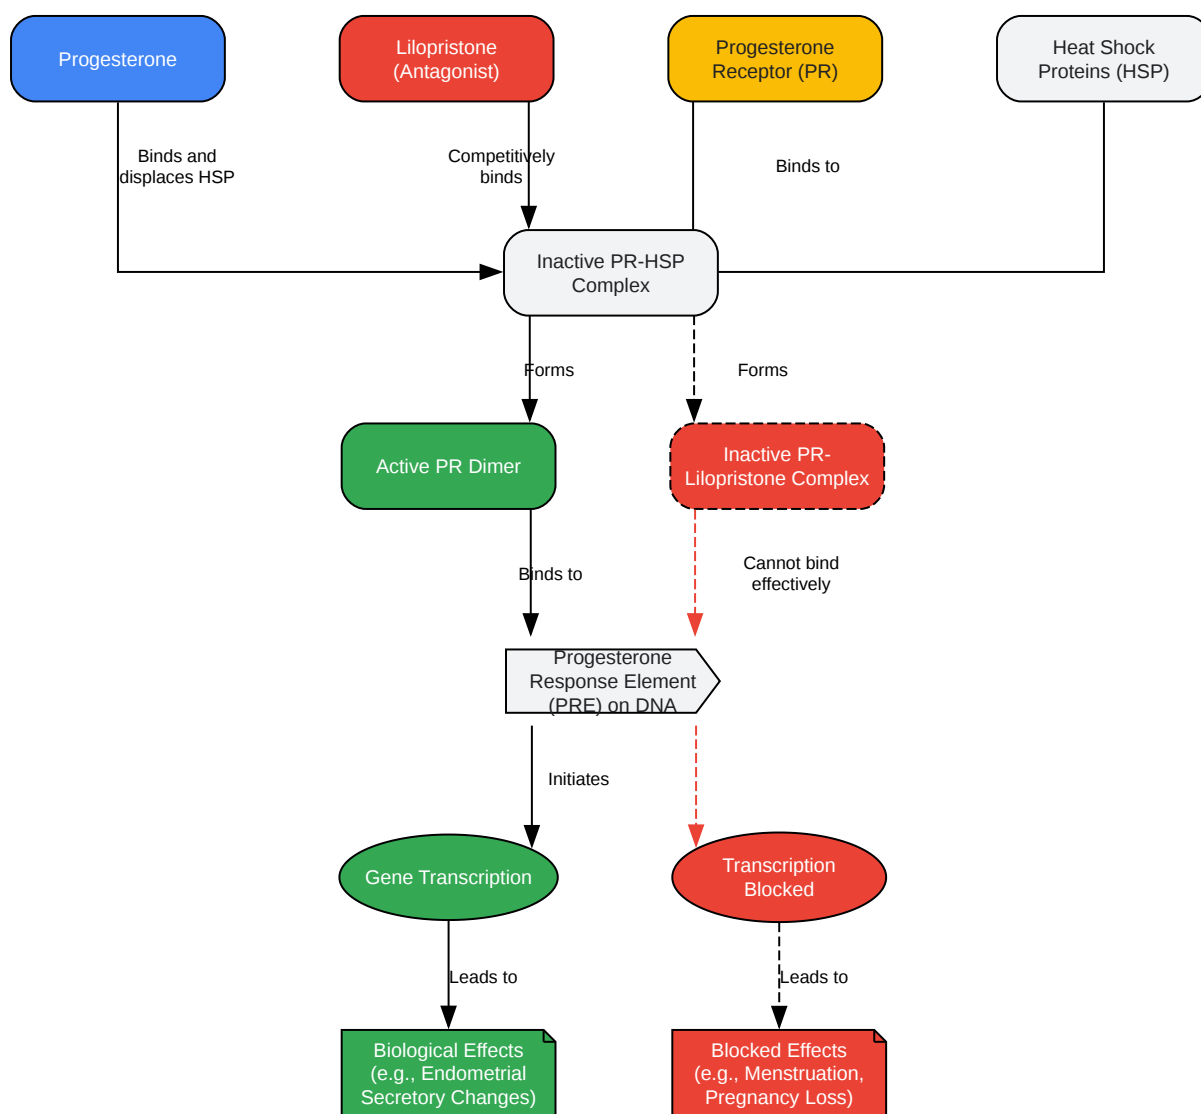 Progesterone
Lilopristone
(Antagonist)
Progesterone
Receptor (PR)
Heat Shock
Proteins (HSP)
Binds and
displaces HSP
Competitively
binds
Binds to
Inactive PR-HSP
Complex
Forms
Forms
Active PR Dimer
Inactive PR-
Lilopristone Complex
Binds to
Cannot bind
effectively
Progesterone
Response Element
(PRE) on DNA
Initiates
Gene Transcription
Transcription
Blocked
Leads to
Leads to
Biological Effects
(e.g., Endometrial
Secretory Changes)
Blocked Effects
(e.g., Menstruation,
Pregnancy Loss)